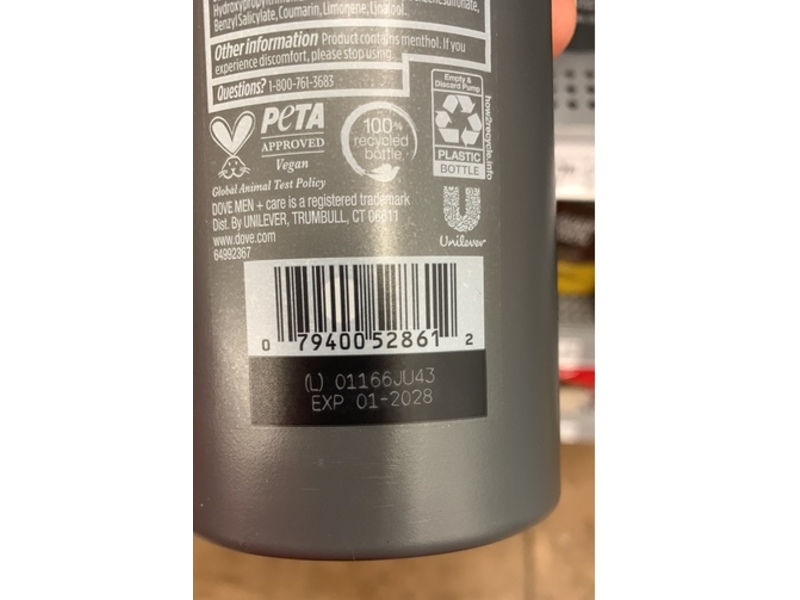 Benzyl Salicylate, Coumarin, Limonene, Linalool.
Other information Product contains menthol. If you
experience discomfort, please stop using.
Questions? 1-800-761-3683
PETA
APPROVED
Vegan
Global Animal Test Policy
100%
recycled
bottle
Empty &
Discard Pump
PLASTIC
BOTTLE
how2recycle.info
DOVE MEN + care is a registered trademark
Dist. By UNILEVER, TRUMBULL, CT 06611
www.dove.com
64992367
Unilever
0 79400 52861 2
(L) 01166JU43
EXP 01-2028